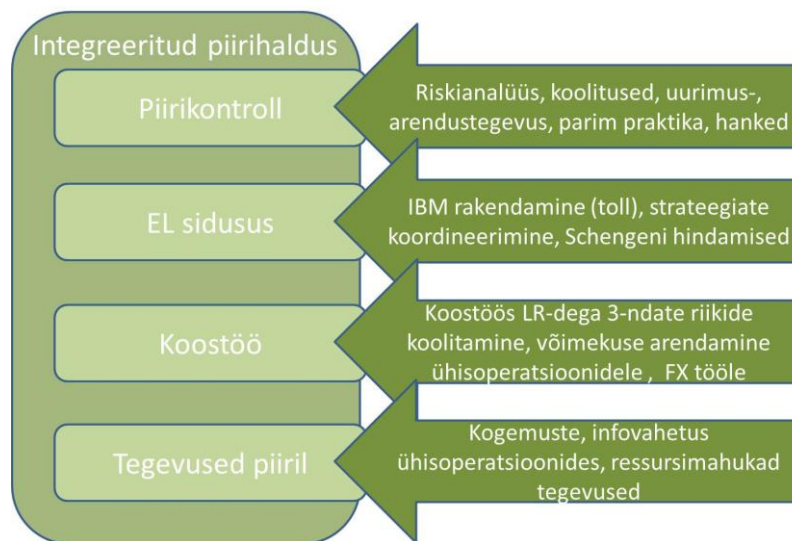 Integreeritud piirihaldus
Piirikontroll
Riskianalüüs, koolitused, uurimus-,
arendustegevus, parim praktika, hanked
EL sidusus
IBM rakendamine (toll), strateegiate
koordineerimine, Schengeni hindamised
Koostöö
Koostöös LR-dega 3-ndate riikide
koolitamine, võimekuse arendamine
ühisoperatsioonidele , FX tööle
Tegevused piiril
Kogemuste, infovahetus
ühisoperatsioonides, ressursimahukad
tegevused